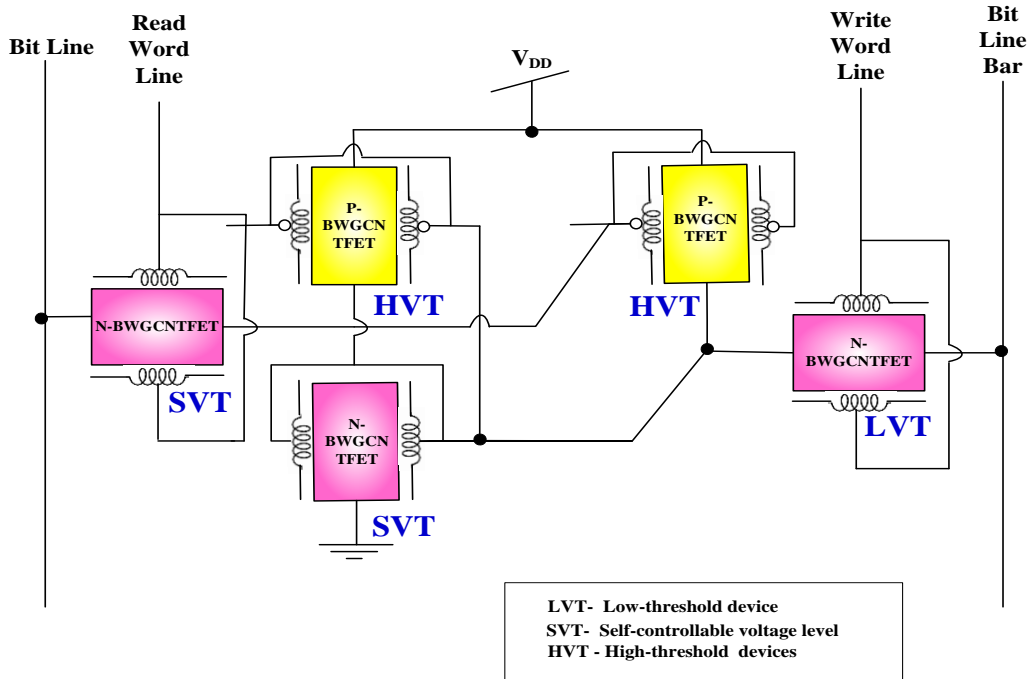 Bit Line
Read
Word
Line
V_DD
Write
Word
Line
Bit
Line
Bar
P-
BWGCN
TFET
HVT
P-
BWGCN
TFET
HVT
N-BWGCNTFET
SVT
N-
BWGCNTFET
LVT
N-
BWGCN
TFET
SVT
LVT- Low-threshold device
SVT- Self-controllable voltage level
HVT - High-threshold devices